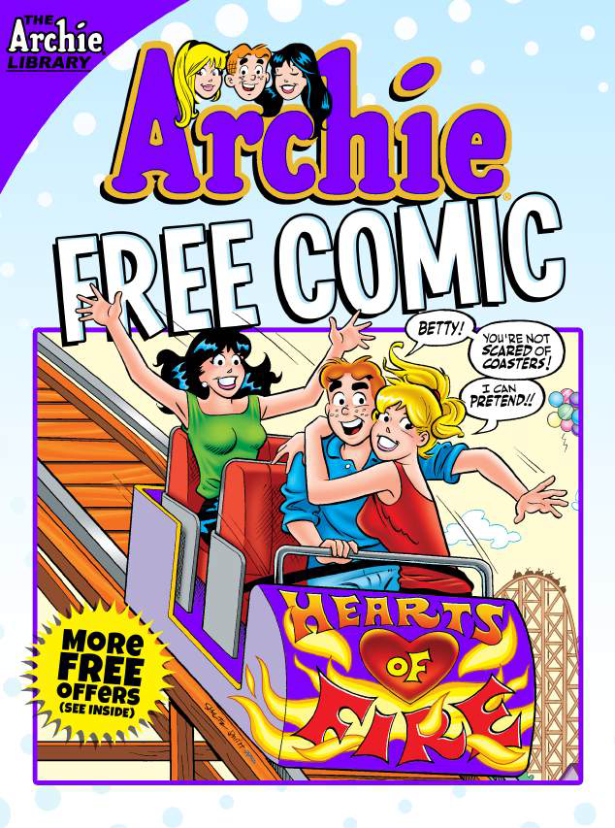 THE
Archie
LIBRARY
Archie
FREE COMIC
BETTY!
YOU'RE NOT
SCARED OF
COASTERS!
I CAN
PRETEND!!
HEARTS
OF
FIRE
MORE
FREE
OFFERS
(SEE INSIDE)